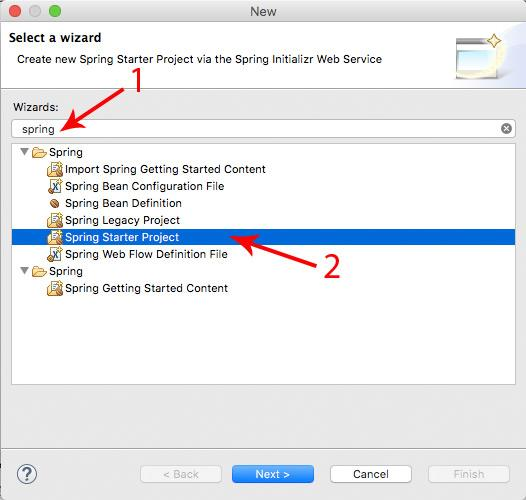 New
Select a wizard
Create new Spring Starter Project via the Spring Initializr Web Service
1
Wizards:
spring
Spring
Import Spring Getting Started Content
Spring Bean Configuration File
Spring Bean Definition
Spring Legacy Project
Spring Starter Project
Spring Web Flow Definition File
2
Spring
Spring Getting Started Content
?
< Back
Next >
Cancel
Finish